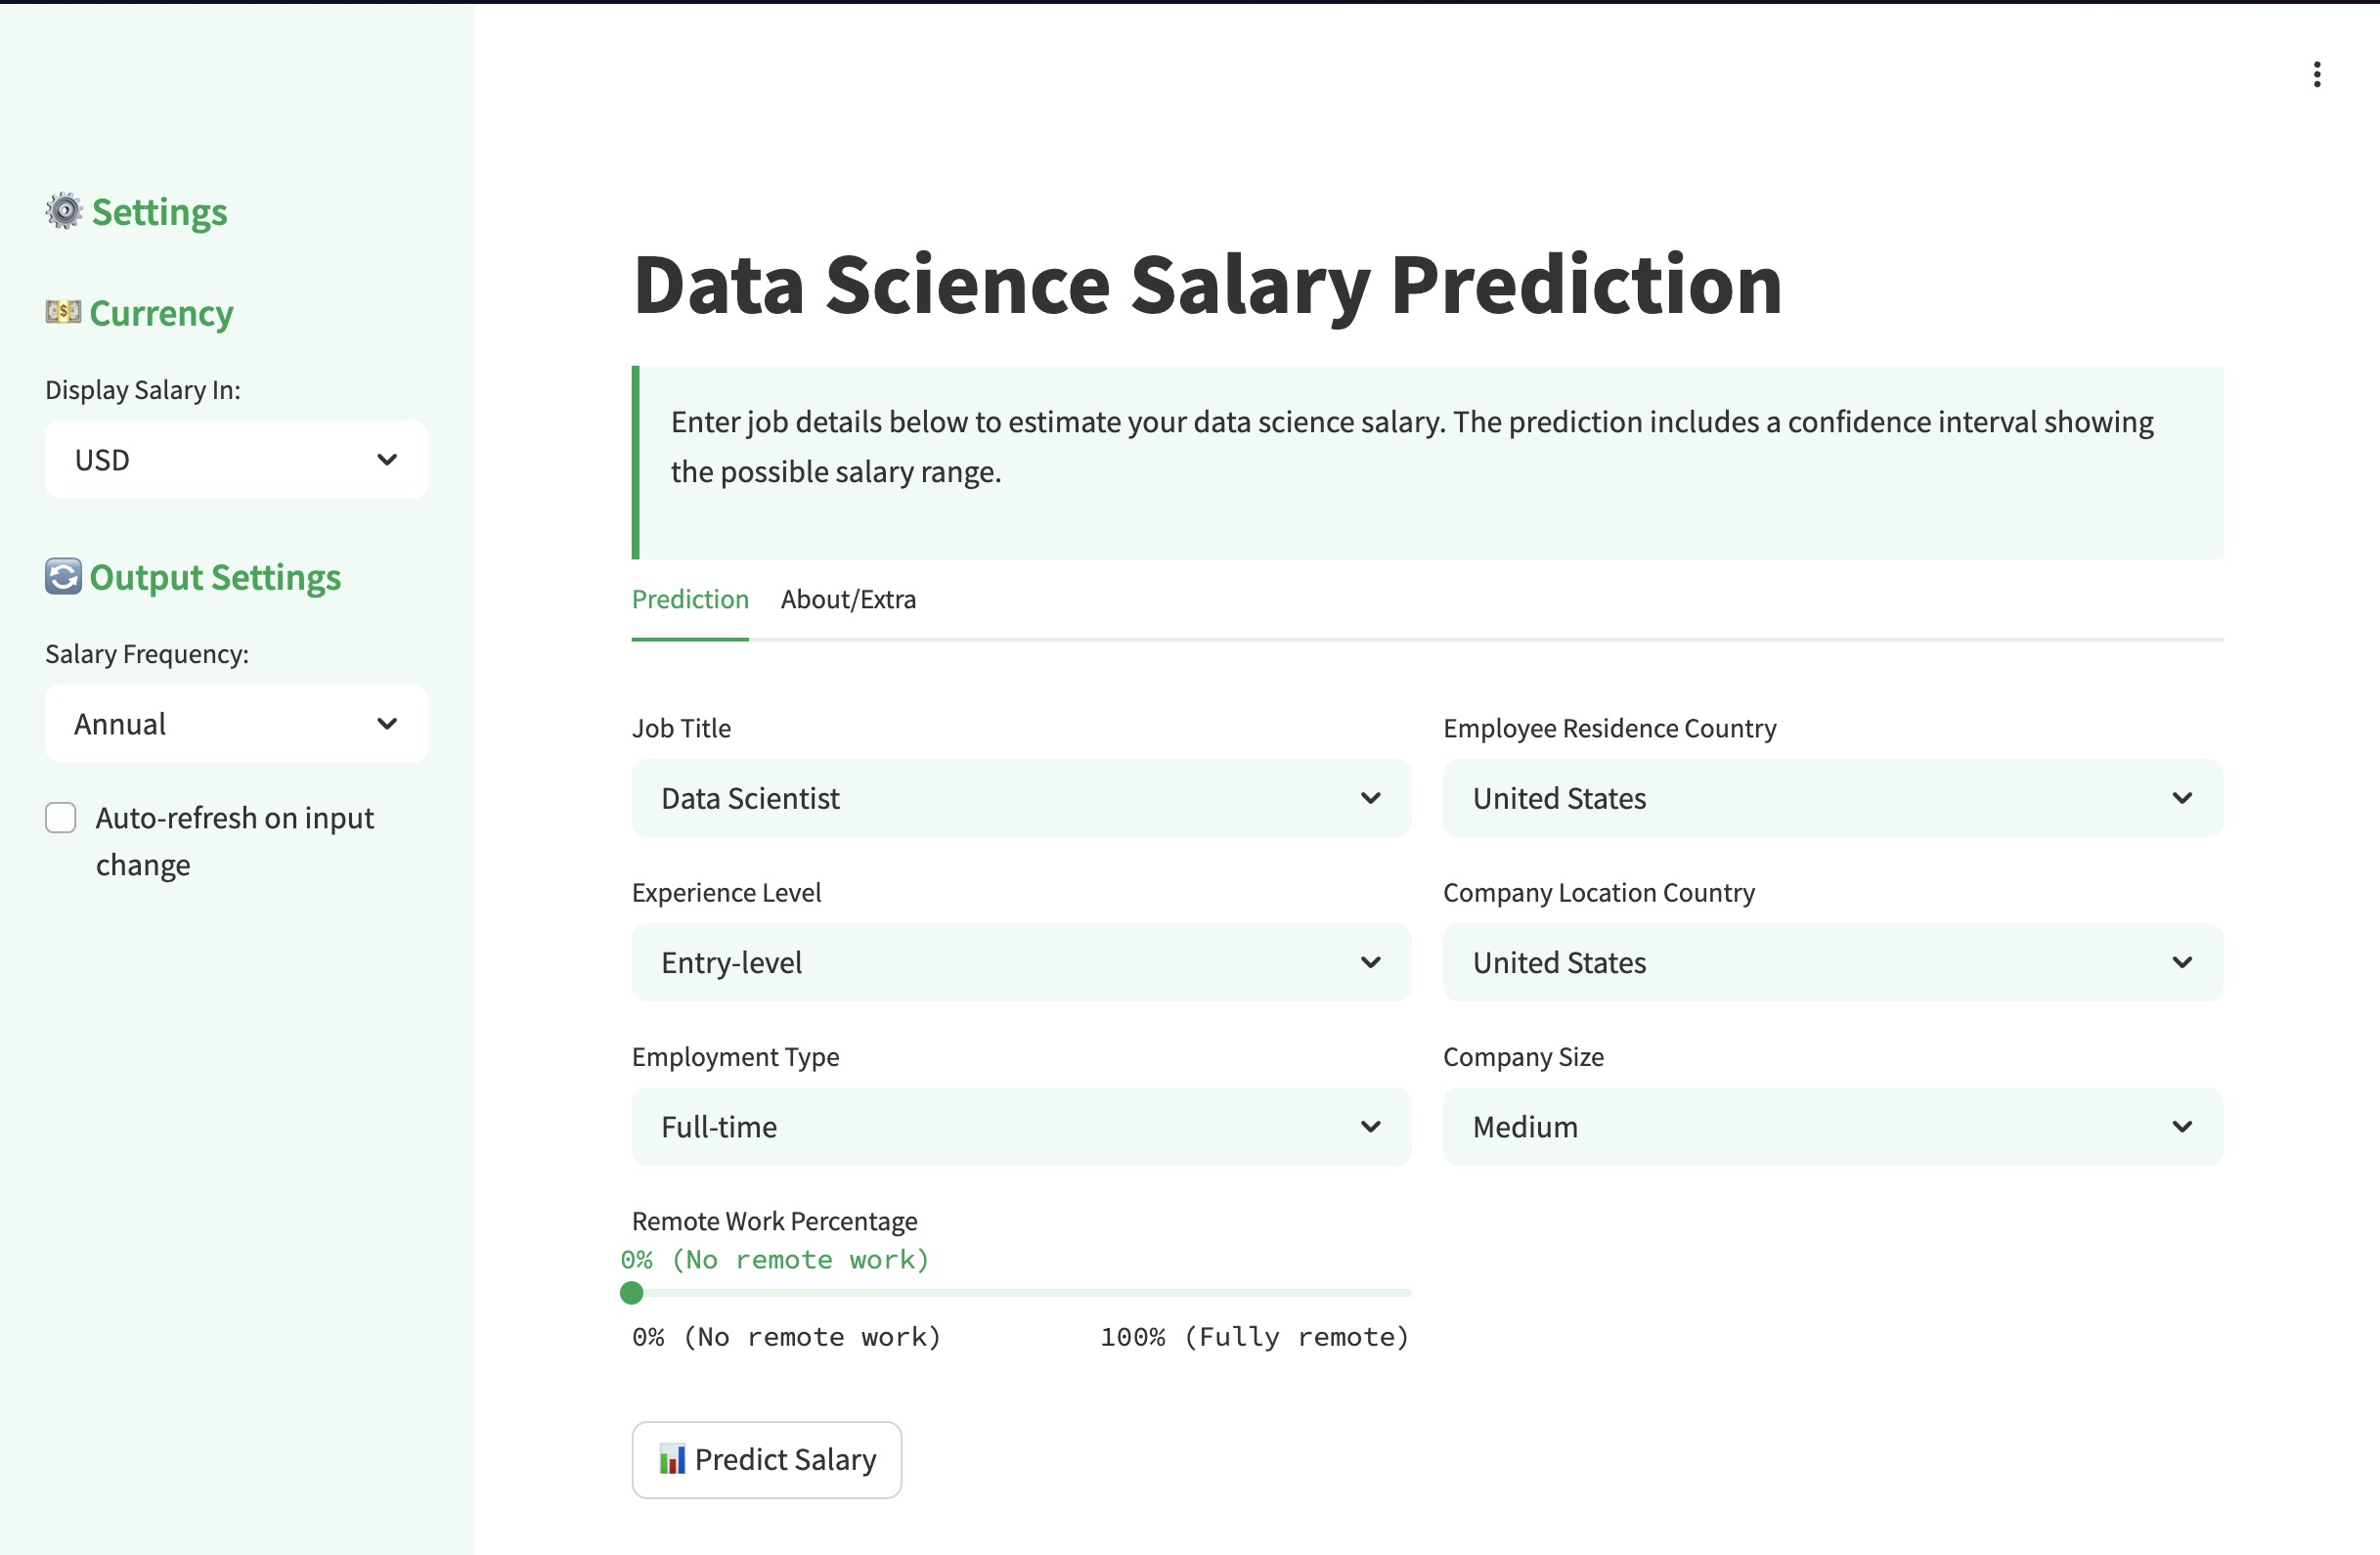 Settings
Currency
Display Salary In:
USD
Output Settings
Salary Frequency:
Annual
Auto-refresh on input
change
Data Science Salary Prediction
Enter job details below to estimate your data science salary. The prediction includes a confidence interval showing
the possible salary range.
Prediction
About/Extra
Job Title
Data Scientist
Experience Level
Entry-level
Employment Type
Full-time
Remote Work Percentage
0% (No remote work)
0% (No remote work)
100% (Fully remote)
Employee Residence Country
United States
Company Location Country
United States
Company Size
Medium
Predict Salary